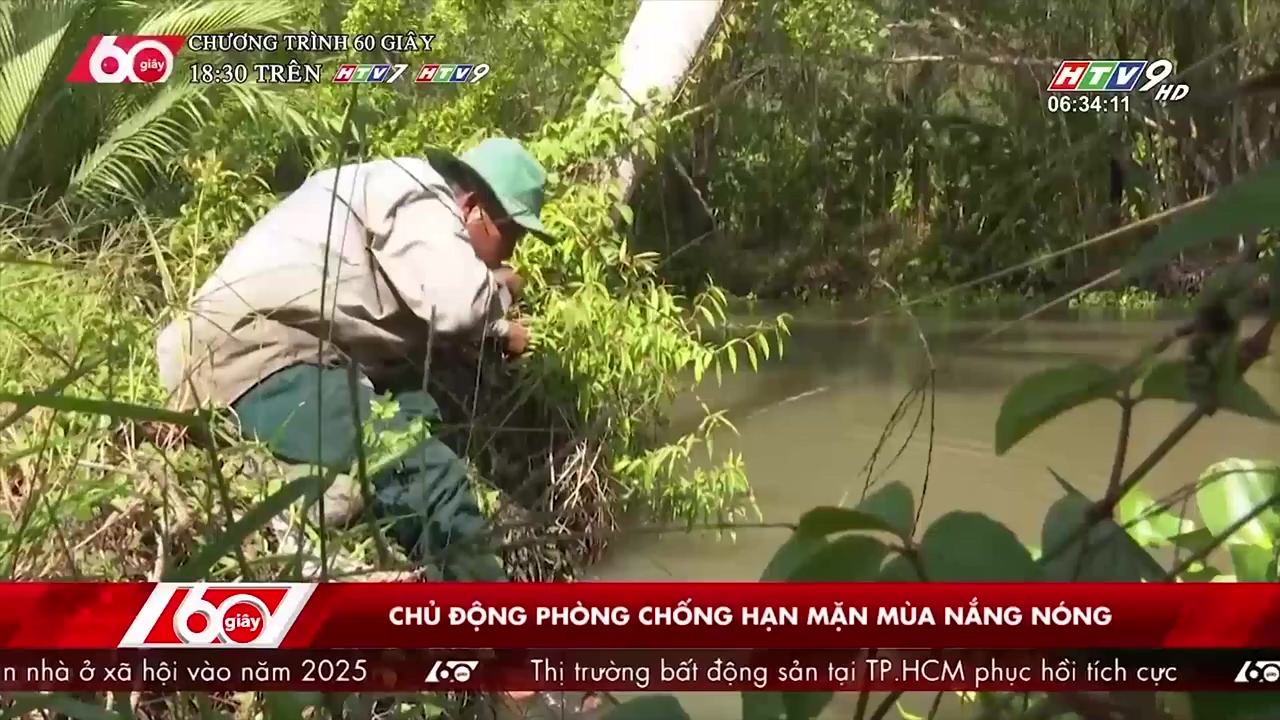 60 giây
CHƯƠNG TRÌNH 60 GIÂY
18:30 TRÊN HTV7 HTV9
HTV9 HD
06:34:11
60 giây
CHỦ ĐỘNG PHÒNG CHỐNG HẠN MẶN MÙA NẮNG NÓNG
n nhà ở xã hội vào năm 2025 60 giây Thị trường bất động sản tại TP.HCM phục hồi tích cực 60